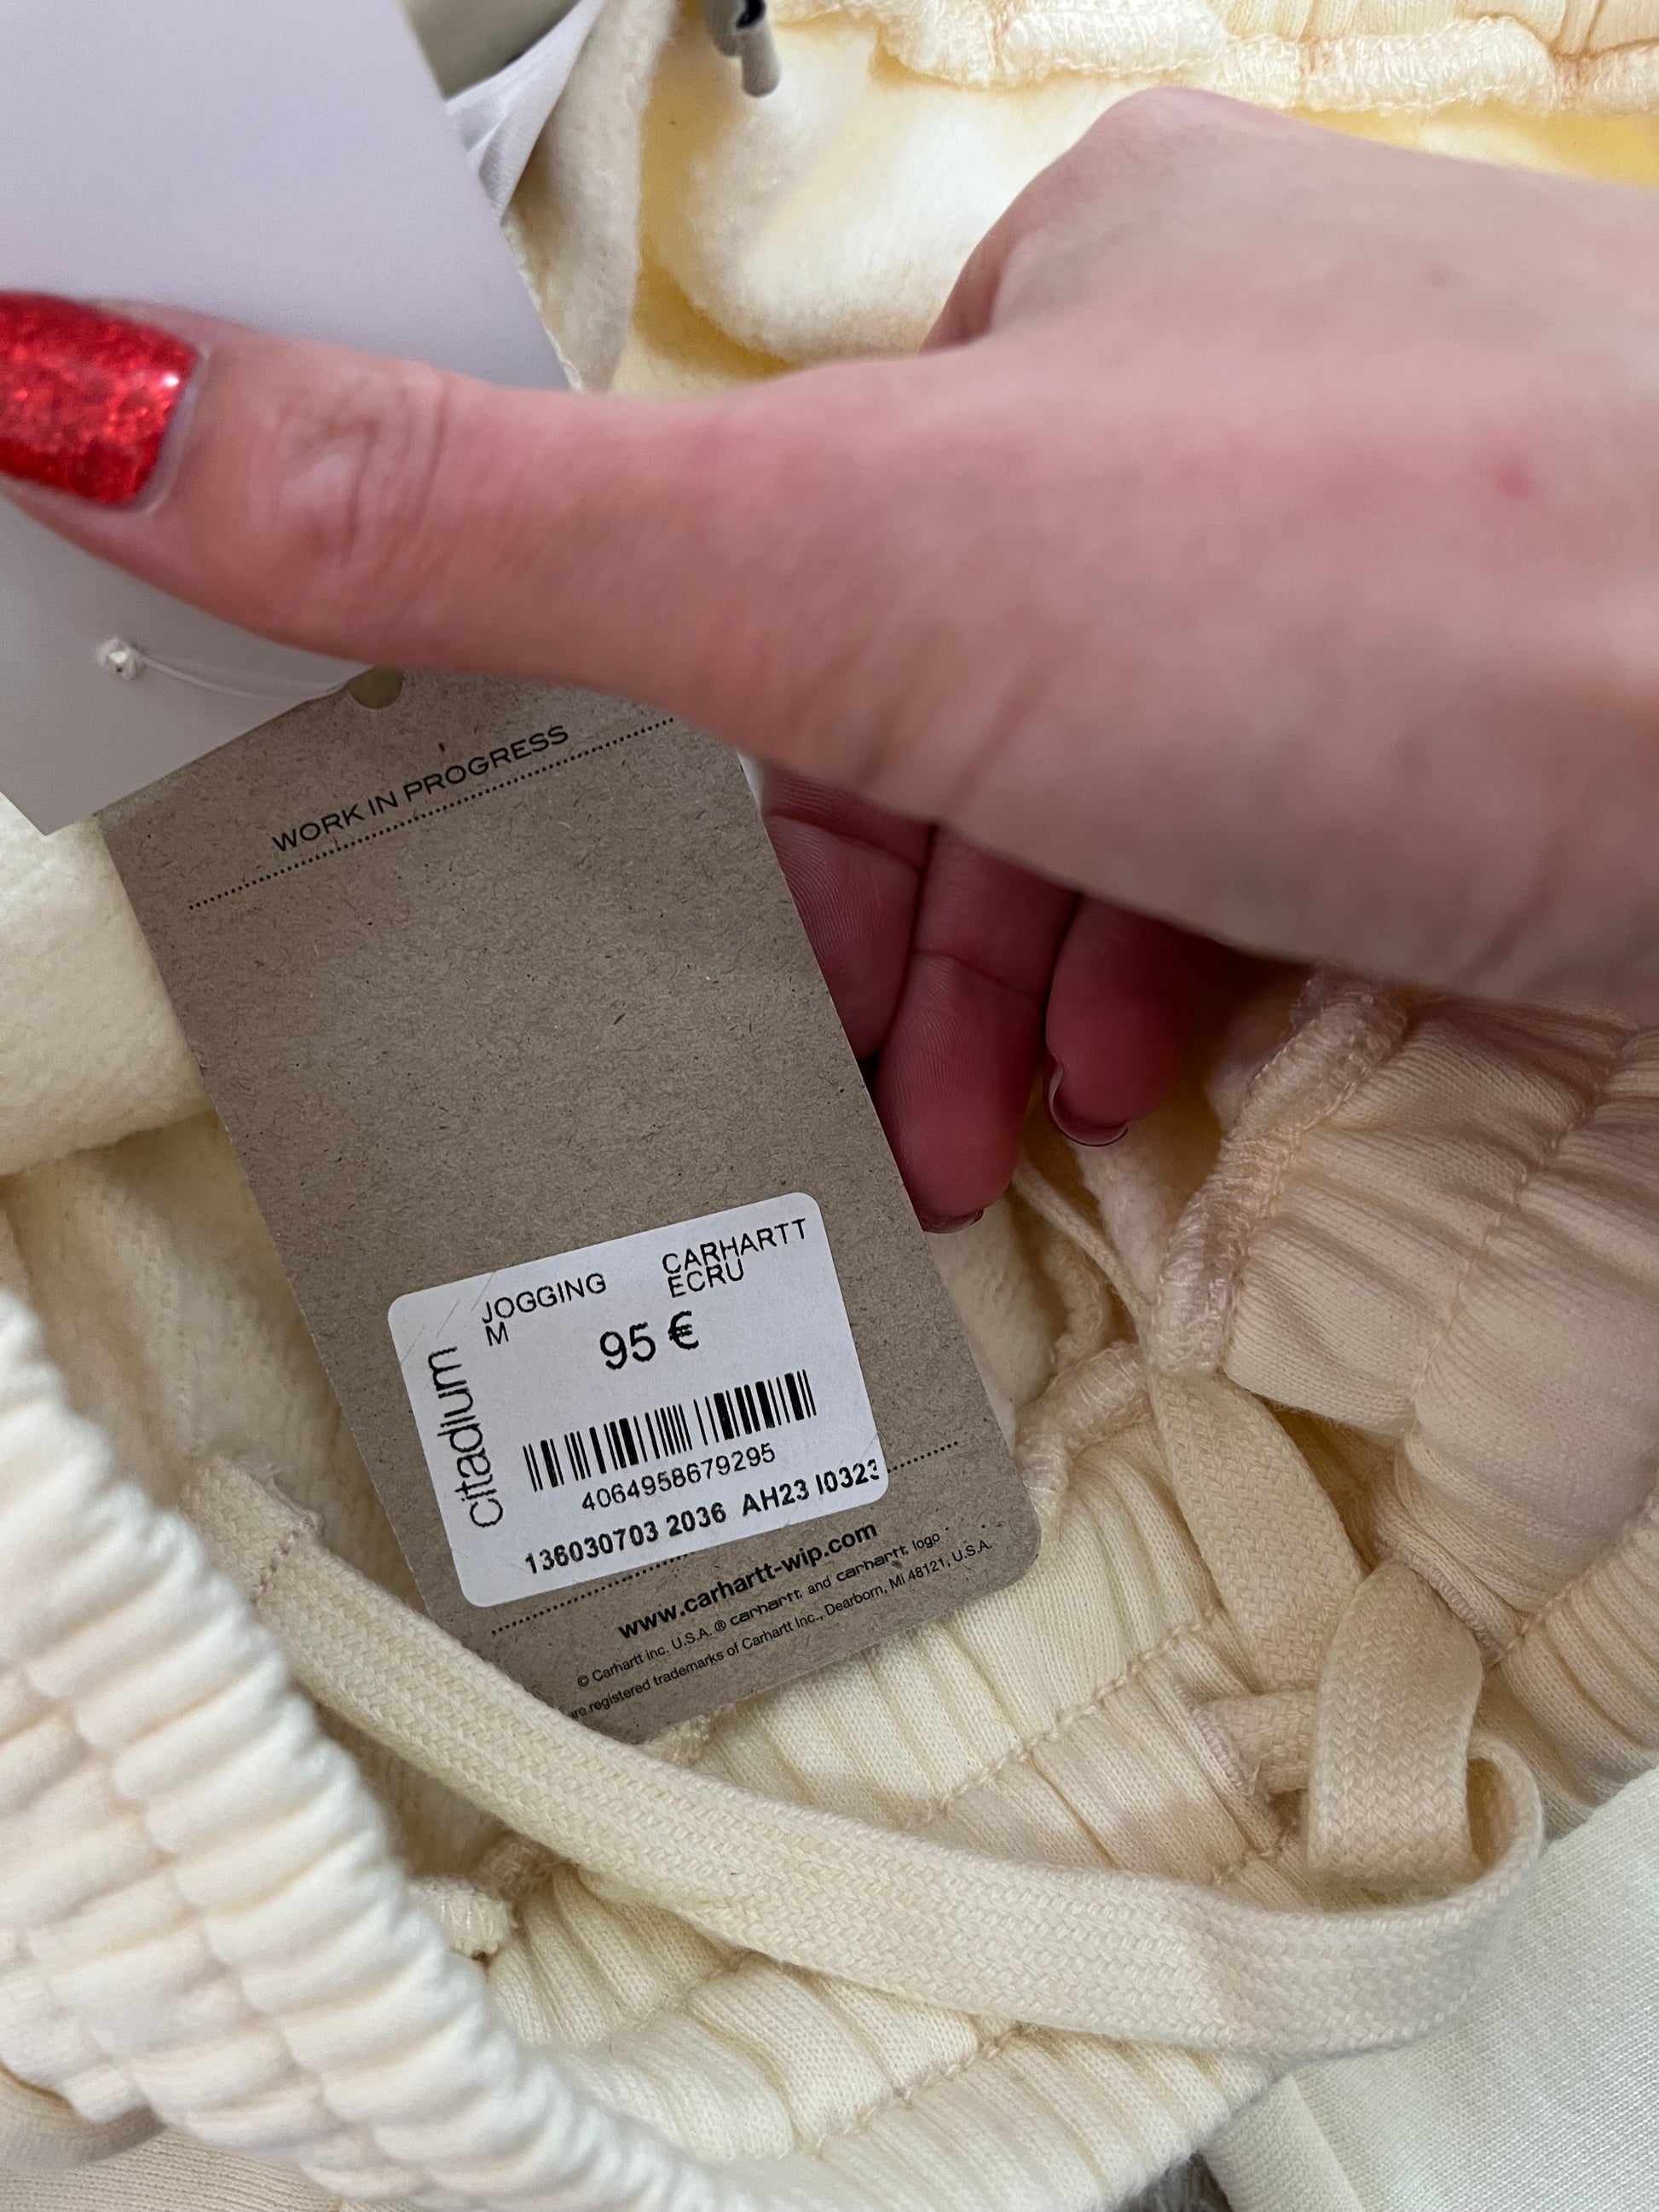 WORK IN PROGRESS
citadium
JOGGING CARHARTT
M ECRU
95 €
4064958679295
136030703 2036 AH23 I0323
www.carhartt-wip.com
© Carhartt Inc. U.S.A. ® carhartt. and carhartt. logo
are registered trademarks of Carhartt Inc., Dearborn, MI 48121, U.S.A.